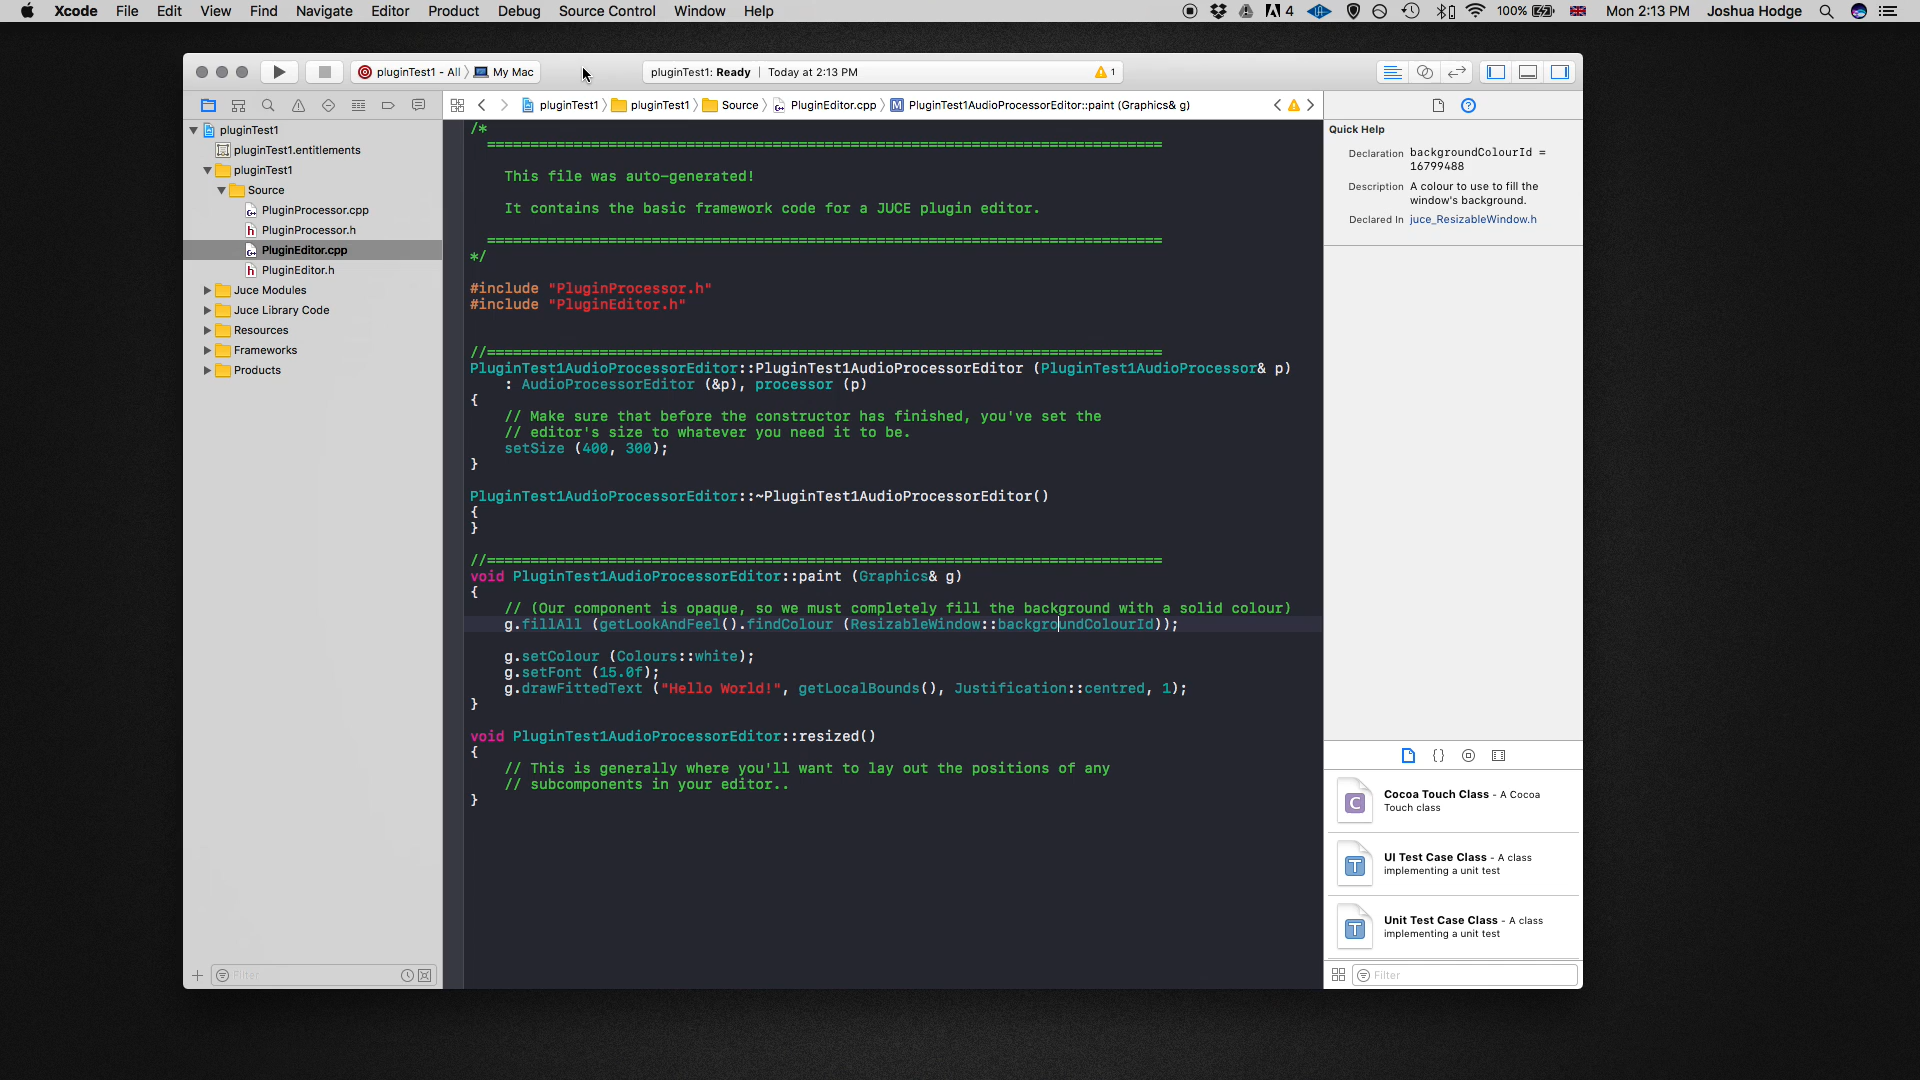 Xcode File Edit View Find Navigate Editor Product Debug Source Control Window Help 4 100% Mon 2:13 PM Joshua Hodge
pluginTest1 - All My Mac pluginTest1: Ready Today at 2:13 PM 1
pluginTest1 pluginTest1 Source PluginEditor.cpp M PluginTest1AudioProcessorEditor::paint (Graphics& g)
pluginTest1
pluginTest1.entitlements
pluginTest1
Source
PluginProcessor.cpp
PluginProcessor.h
PluginEditor.cpp
PluginEditor.h
Juce Modules
Juce Library Code
Resources
Frameworks
Products
Filter
/*
==============================================================================
This file was auto-generated!
It contains the basic framework code for a JUCE plugin editor.
==============================================================================
*/
#include "PluginProcessor.h"
#include "PluginEditor.h"
//==============================================================================
PluginTest1AudioProcessorEditor::PluginTest1AudioProcessorEditor (PluginTest1AudioProcessor& p)
: AudioProcessorEditor (&p), processor (p)
{
// Make sure that before the constructor has finished, you've set the
// editor's size to whatever you need it to be.
setSize (400, 300);
}
PluginTest1AudioProcessorEditor::~PluginTest1AudioProcessorEditor()
{
}
//==============================================================================
void PluginTest1AudioProcessorEditor::paint (Graphics& g)
{
// (Our component is opaque, so we must completely fill the background with a solid colour)
g.fillAll (getLookAndFeel().findColour (ResizableWindow::backgroundColourId));
g.setColour (Colours::white);
g.setFont (15.0f);
g.drawFittedText ("Hello World!", getLocalBounds(), Justification::centred, 1);
}
void PluginTest1AudioProcessorEditor::resized()
{
// This is generally where you'll want to lay out the positions of any
// subcomponents in your editor..
}
Quick Help
Declaration backgroundColourId =
16799488
Description A colour to use to fill the
window's background.
Declared In juce_ResizableWindow.h
{}
C Cocoa Touch Class - A Cocoa
Touch class
T UI Test Case Class - A class
implementing a unit test
T Unit Test Case Class - A class
implementing a unit test
Filter